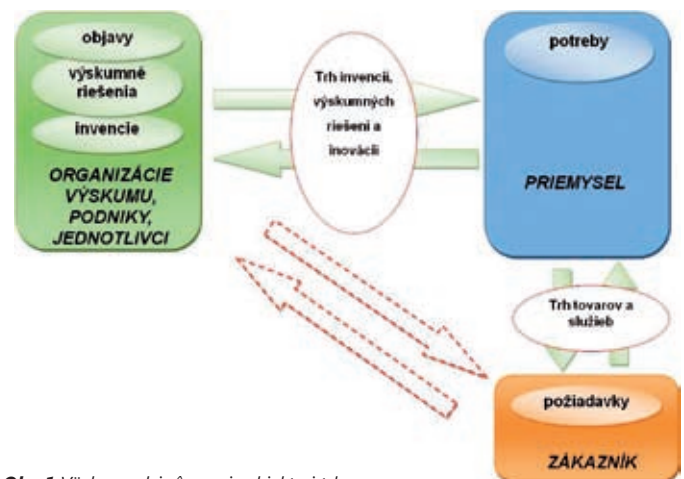 objavy
výskumné
riešenia
invencie
ORGANIZÁCIE
VÝSKUMU,
PODNIKY,
JEDNOTLIVCI
Trh invencií,
výskumných
riešení a
inovácií
potreby
PRIEMYSEL
Trh tovarov a
služieb
požiadavky
ZÁKAZNÍK